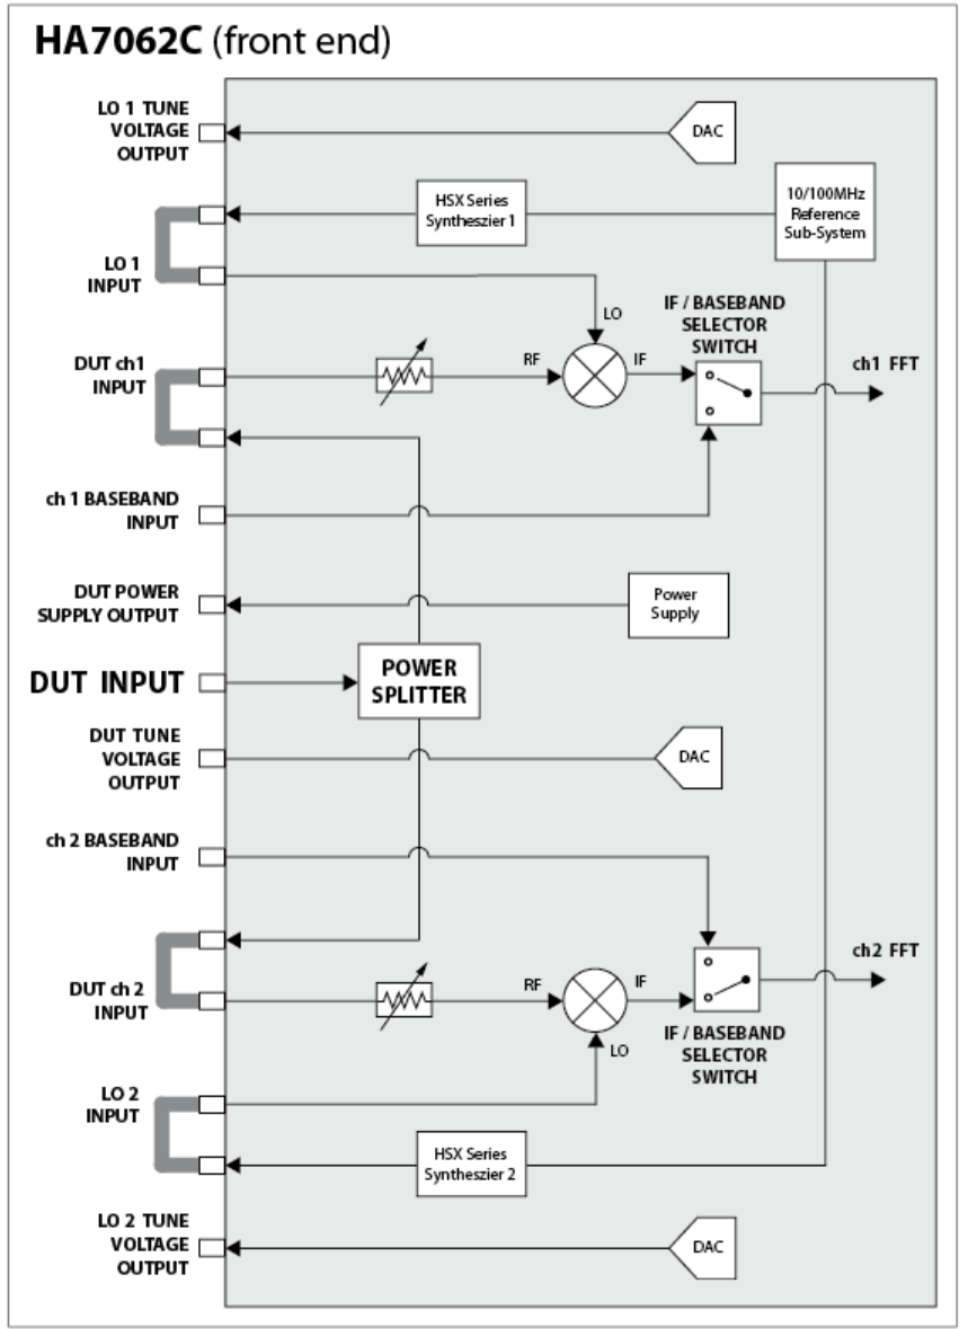 HA7062C (front end)
LO 1 TUNE
VOLTAGE
OUTPUT
DAC
HSX Series
Syntheszier 1
10/100MHz
Reference
Sub-System
LO 1
INPUT
LO
IF / BASEBAND
SELECTOR
SWITCH
DUT ch1
INPUT
RF
IF
ch1 FFT
ch 1 BASEBAND
INPUT
DUT POWER
SUPPLY OUTPUT
Power
Supply
DUT INPUT
POWER
SPLITTER
DUT TUNE
VOLTAGE
OUTPUT
DAC
ch 2 BASEBAND
INPUT
ch2 FFT
DUT ch 2
INPUT
RF
IF
LO
IF / BASEBAND
SELECTOR
SWITCH
LO 2
INPUT
HSX Series
Syntheszier 2
LO 2 TUNE
VOLTAGE
OUTPUT
DAC